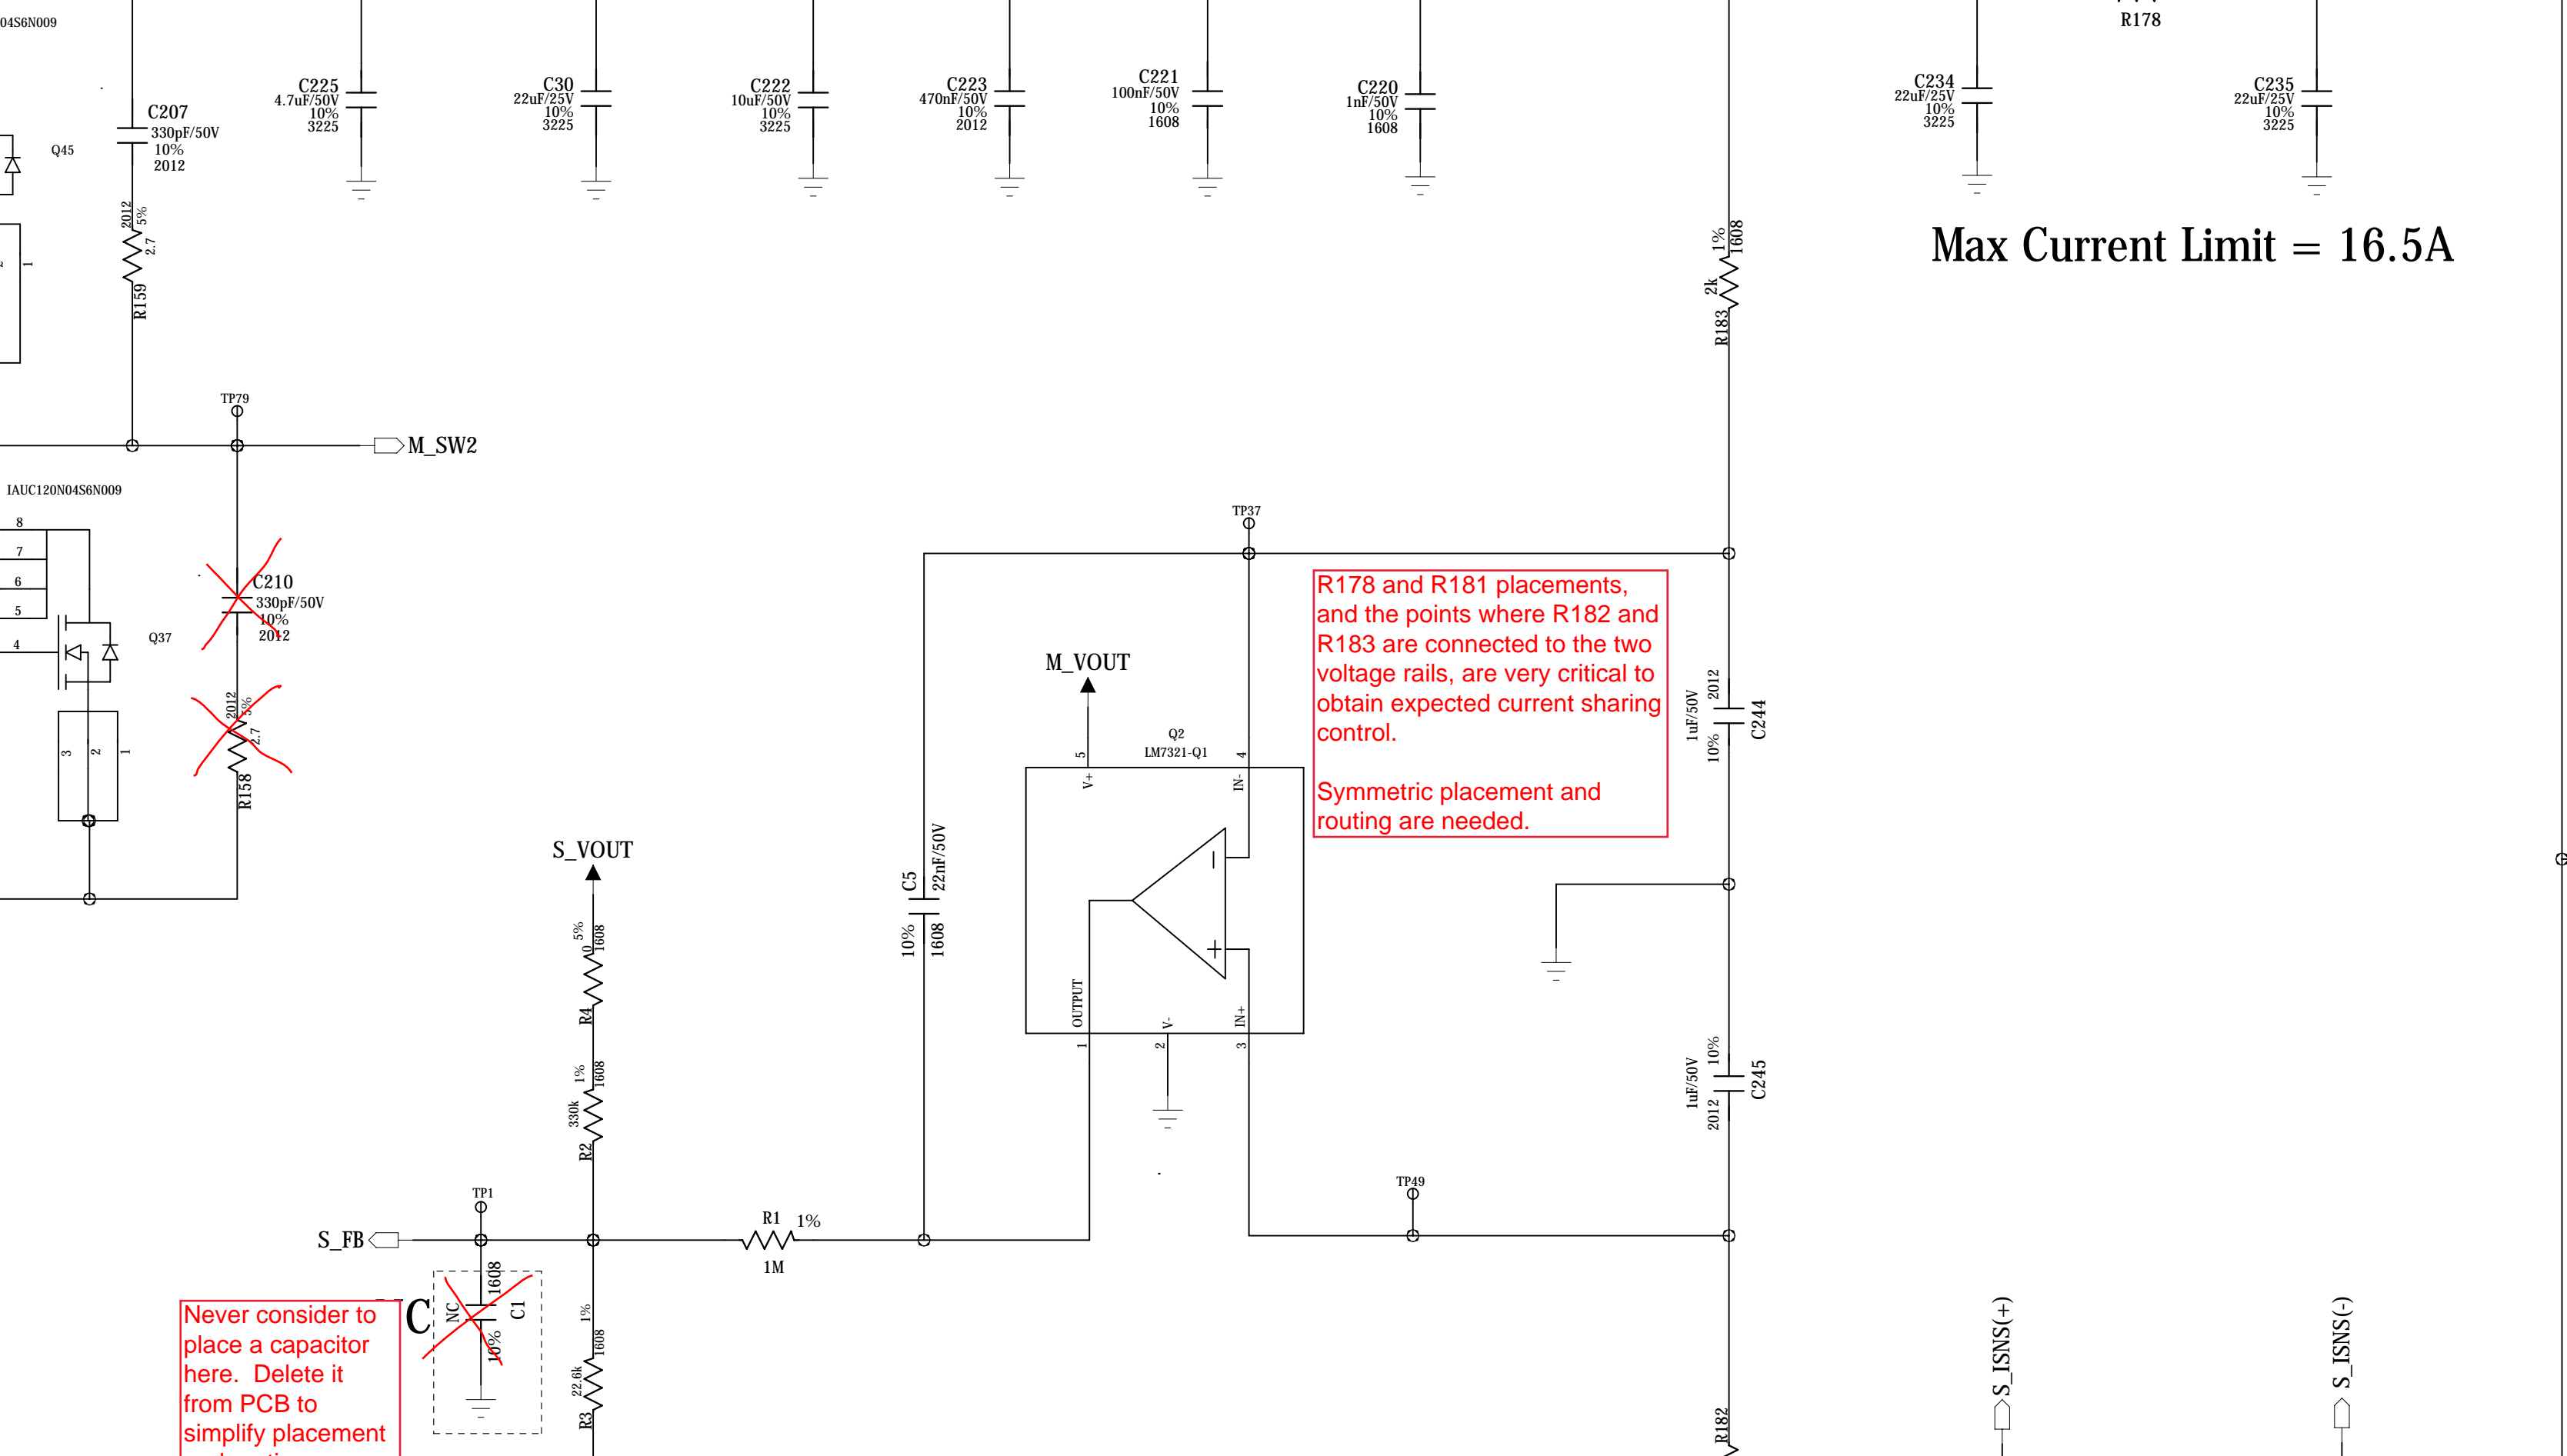 04S6N009
R178
C207
330pF/50V
10%
2012
C225
4.7uF/50V
10%
3225
C30
22uF/25V
10%
3225
C222
10uF/50V
10%
3225
C223
470nF/50V
10%
2012
C221
100nF/50V
10%
1608
C220
1nF/50V
10%
1608
C234
22uF/25V
10%
3225
C235
22uF/25V
10%
3225
Q45
1
2012
5%
2.7
R159
Max Current Limit = 16.5A
1%
1608
2k
R183
TP79
M_SW2
IAUC120N04S6N009
8
7
6
5
4
Q37
3
2
1
C210
330pF/50V
10%
2012
2012
5%
2.7
R158
TP37
R178 and R181 placements,
and the points where R182 and
R183 are connected to the two
voltage rails, are very critical to
obtain expected current sharing
control.
Symmetric placement and
routing are needed.
M_VOUT
Q2
LM7321-Q1
5
V+
4
IN-
OUTPUT
1
V-
2
IN+
3
1uF/50V
2012
10%
C244
S_VOUT
5%
0
1608
R4
1%
1608
330k
R2
C5
22nF/50V
10%
1608
1uF/50V
10%
2012
C245
TP49
TP1
S_FB
R1
1%
1M
1608
NC
C1
10%
C
1%
1608
22.6k
R3
Never consider to
place a capacitor
here. Delete it
from PCB to
simplify placement
R182
S_ISNS(+)
S_ISNS(-)